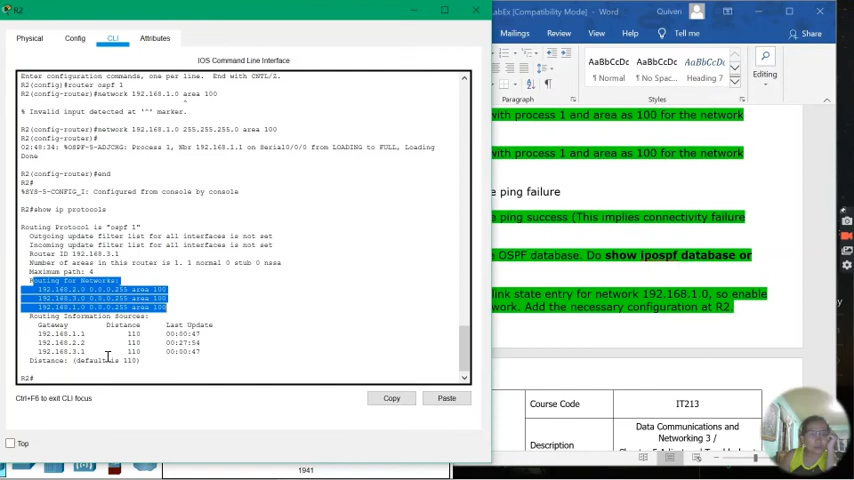 R2
Physical
Config
CLI
Attributes
IOS Command Line Interface
Enter configuration commands, one per line. End with CNTL/Z.
R2(config)#router ospf 1
R2(config-router)#network 192.168.1.0 area 100
^
% Invalid input detected at '^' marker.
R2(config-router)#network 192.168.1.0 255.255.255.0 area 100
R2(config-router)#
02:48:34: %OSPF-5-ADJCHG: Process 1, Nbr 192.168.1.1 on Serial0/0/0 from LOADING to FULL, Loading
Done
R2(config-router)#end
R2#
%SYS-5-CONFIG_I: Configured from console by console
R2#show ip protocols
Routing Protocol is "ospf 1"
Outgoing update filter list for all interfaces is not set
Incoming update filter list for all interfaces is not set
Router ID 192.168.3.1
Number of areas in this router is 1. 1 normal 0 stub 0 nssa
Maximum path: 4
Routing for Networks:
192.168.2.0 0.0.0.255 area 100
192.168.3.0 0.0.0.255 area 100
192.168.1.0 0.0.0.255 area 100
Routing Information Sources:
Gateway Distance Last Update
192.168.1.1 110 00:00:47
192.168.2.2 110 00:27:54
192.168.3.1 110 00:00:47
Distance: (default is 110)
R2#
Ctrl+F6 to exit CLI focus
Copy
Paste
Top
1941
LabEx [Compatibility Mode] - Word
Quivan
Mailings
Review
View
Help
Tell me
Share
AaBbCcDc
AaBbCcDc
AaBbCcDc
¶ Normal
¶ No Spac...
Heading 7
Editing
Paragraph
Styles
with process 1 and area as 100 for the network
with process 1 and area as 100 for the network
e ping failure
e ping success (This implies connectivity failure
e OSPF database. Do show ipospf database or
link state entry for network 192.168.1.0, so enable
work. Add the necessary configuration at R2.
Course Code
IT213
Description
Data Communications and
Networking 3 /